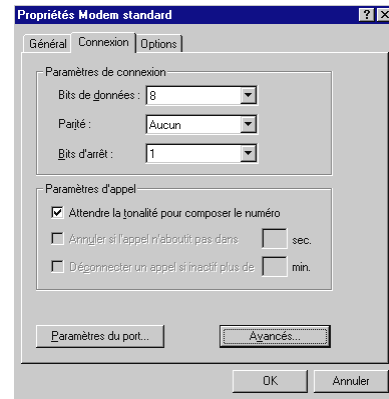 Propriétés Modem standard
Général Connexion Options
Paramètres de connexion
Bits de données : 8
Parité : Aucun
Bits d'arrêt : 1
Paramètres d'appel
Attendre la tonalité pour composer le numéro
Annuler si l'appel n'aboutit pas dans sec.
Déconnecter un appel si inactif plus de min.
Paramètres du port... Avancés...
OK Annuler